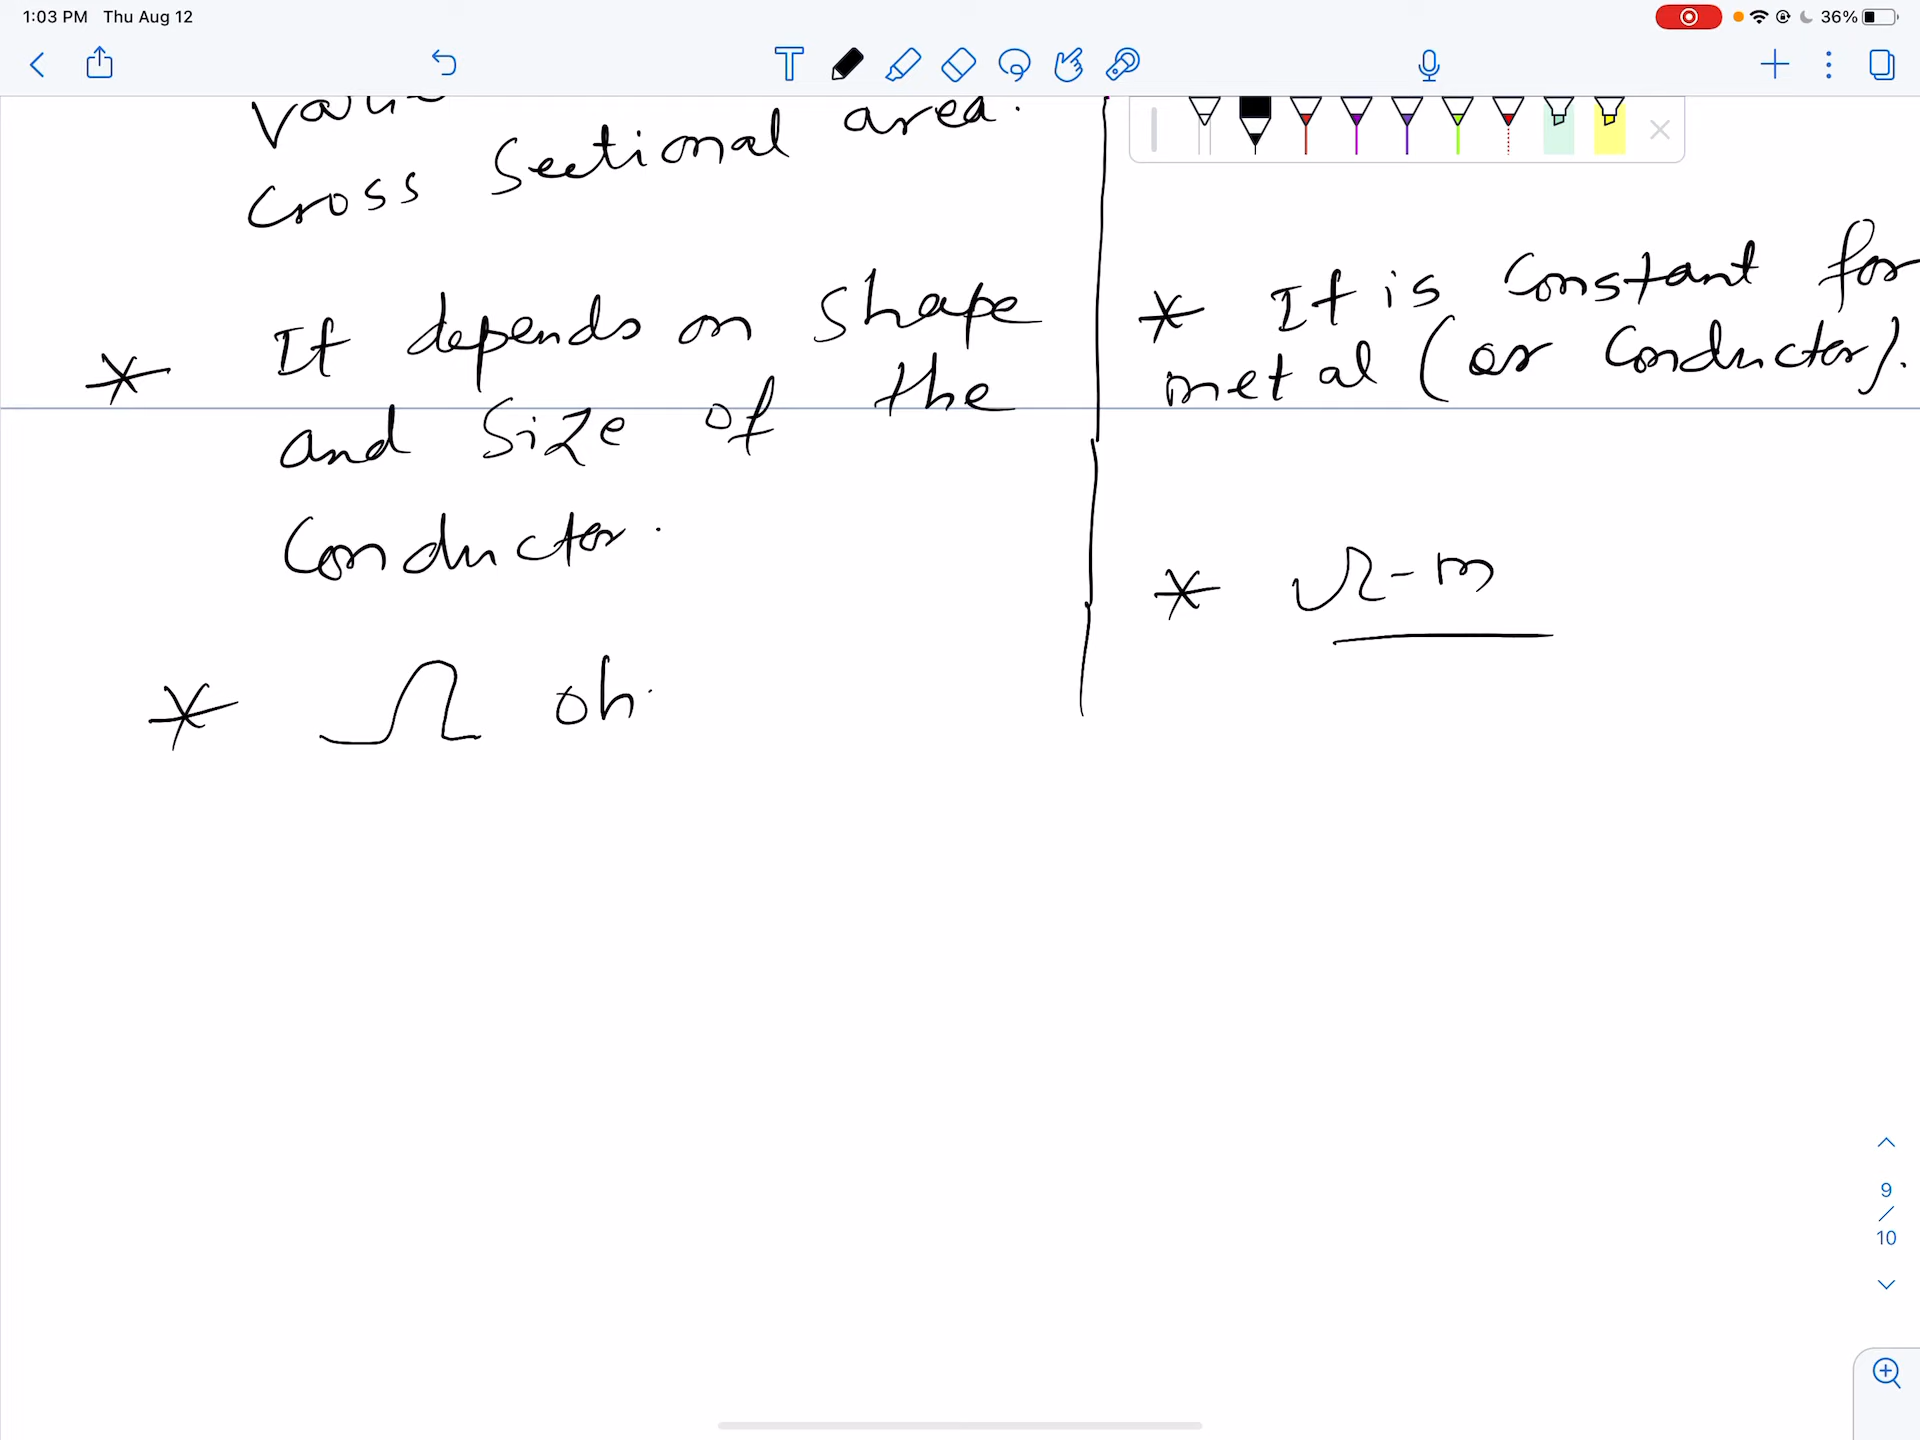 1:03 PM Thu Aug 12
36%
cross Sectional area.
* It depends on shape
and Size of the
Conductor.
* Ω oh
* It is constant for
metal (or Conductor).
* Ω-m
9
/
10